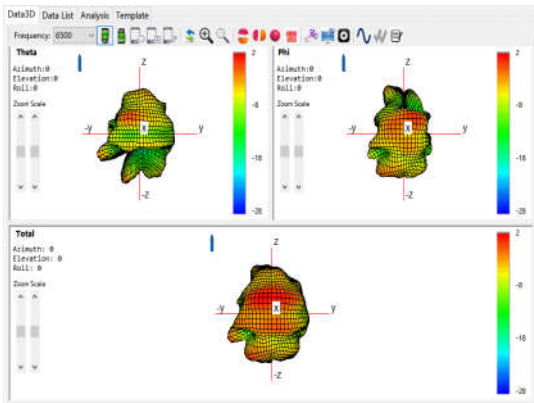 Data3D Data List Analysis Template
Frequency: 6500
Theta
Azimuth:0
Elevation:0
Roll:0
Zoom Scale
Z
-y
X
y
-Z
2
-8
-18
-28
Phi
Azimuth:0
Elevation:0
Roll:0
Zoom Scale
Z
-y
X
y
-Z
2
-8
-18
-28
Total
Azimuth: 0
Elevation: 0
Roll: 0
Zoom Scale
Z
-y
X
y
-Z
2
-8
-18
-28